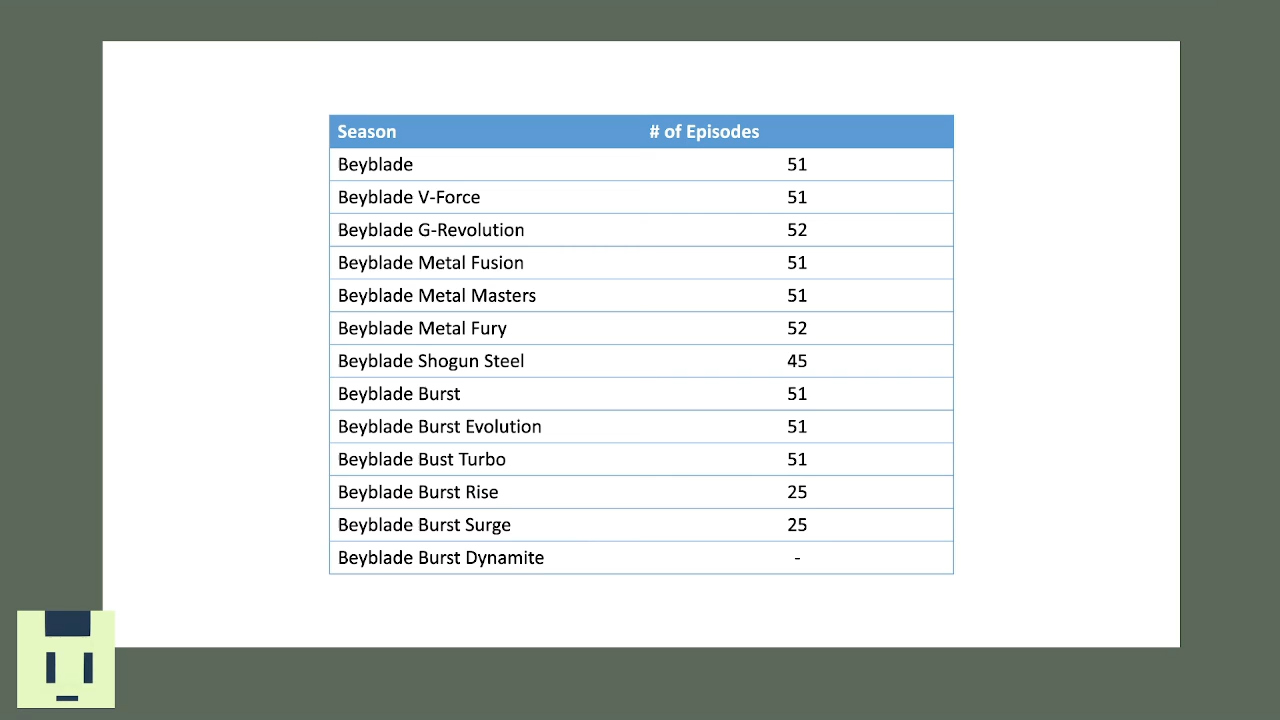 Season # of Episodes
Beyblade 51
Beyblade V-Force 51
Beyblade G-Revolution 52
Beyblade Metal Fusion 51
Beyblade Metal Masters 51
Beyblade Metal Fury 52
Beyblade Shogun Steel 45
Beyblade Burst 51
Beyblade Burst Evolution 51
Beyblade Bust Turbo 51
Beyblade Burst Rise 25
Beyblade Burst Surge 25
Beyblade Burst Dynamite -